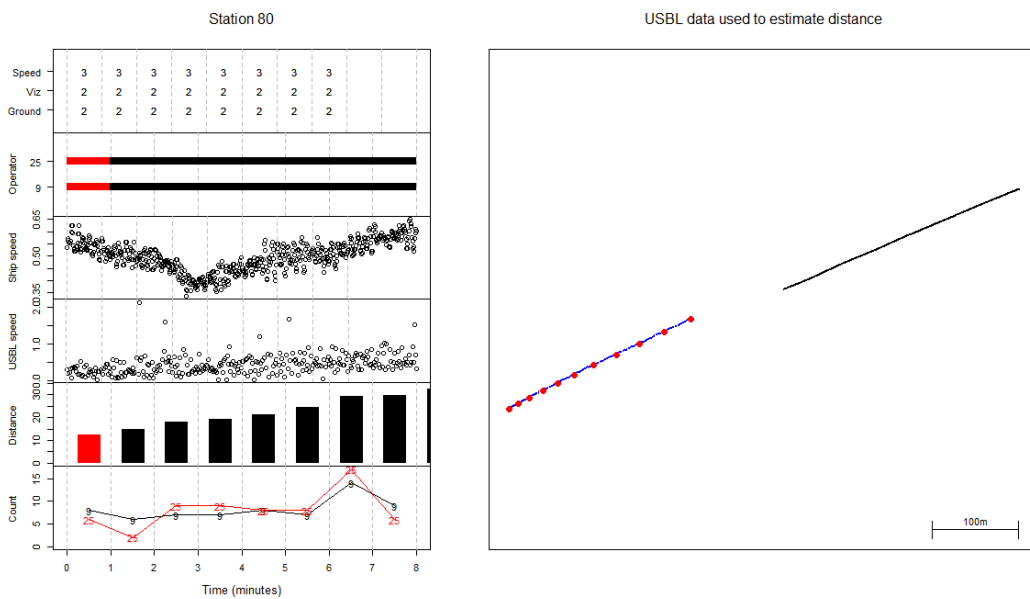 Station 80
USBL data used to estimate distance
Speed 3 3 3 3 3 3 3 3
Viz 2 2 2 2 2 2 2 2
Ground 2 2 2 2 2 2 2 2
Operator
25
9
Ship speed
0.65
0.50
0.35
USBL speed
2.0
1.0
0.0
Distance
30
20
10
0
Count
15
10
5
0
9 9 9 9 9 9 9 9
25 25 25 25 25 25 25 25
0 1 2 3 4 5 6 7 8
Time (minutes)
100m